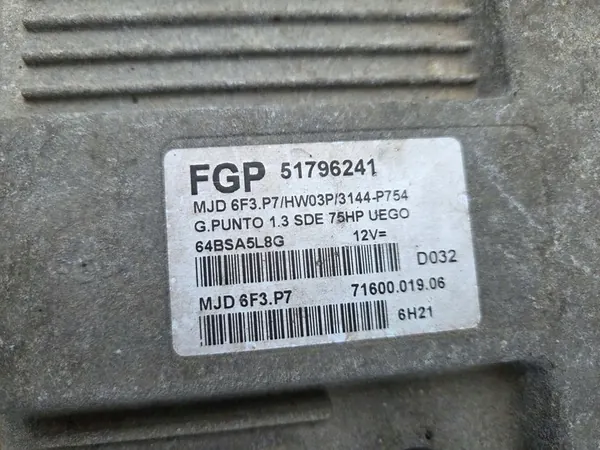 FGP 51796241
MJD 6F3.P7/HW03P/3144-P754
G.PUNTO 1.3 SDE 75HP UEGO
64BSA5L8G 12V=
D032
MJD 6F3.P7 71600.019.06
6H21